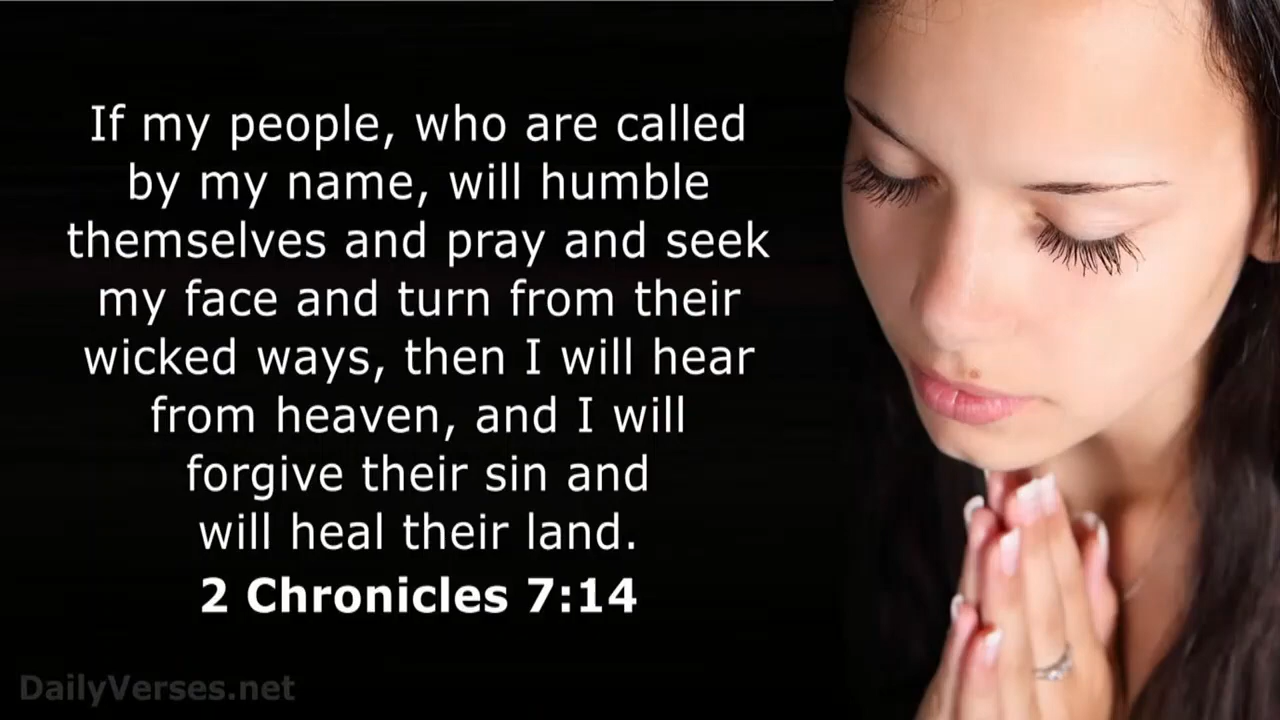 If my people, who are called
by my name, will humble
themselves and pray and seek
my face and turn from their
wicked ways, then I will hear
from heaven, and I will
forgive their sin and
will heal their land.
2 Chronicles 7:14
DailyVerses.net